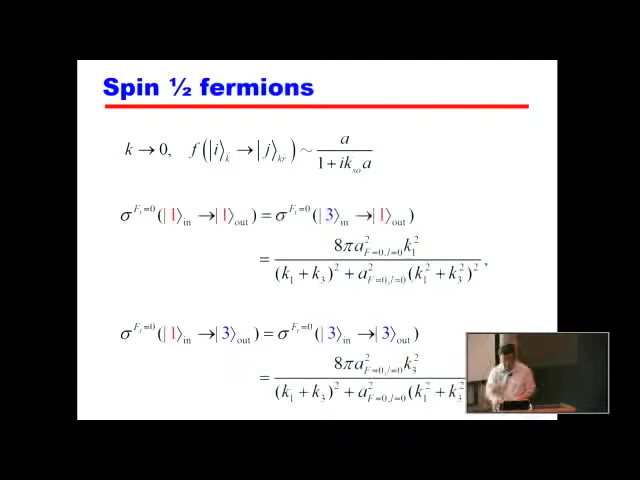 Spin ½ fermions
k → 0, f(|i⟩_k → |j⟩_kr̂) ~ a / (1 + ik_so a)
σ^{F_t=0}(|1⟩_in → |1⟩_out) = σ^{F_t=0}(|3⟩_in → |1⟩_out)
= 8πa²_{F=0,l=0}k₁² / ((k₁ + k₃)² + a²_{F=0,l=0}(k₁² + k₃²)²),
σ^{F_t=0}(|1⟩_in → |3⟩_out) = σ^{F_t=0}(|3⟩_in → |3⟩_out)
= 8πa²_{F=0,l=0}k₃² / ((k₁ + k₃)² + a²_{F=0,l=0}(k₁² + k₃